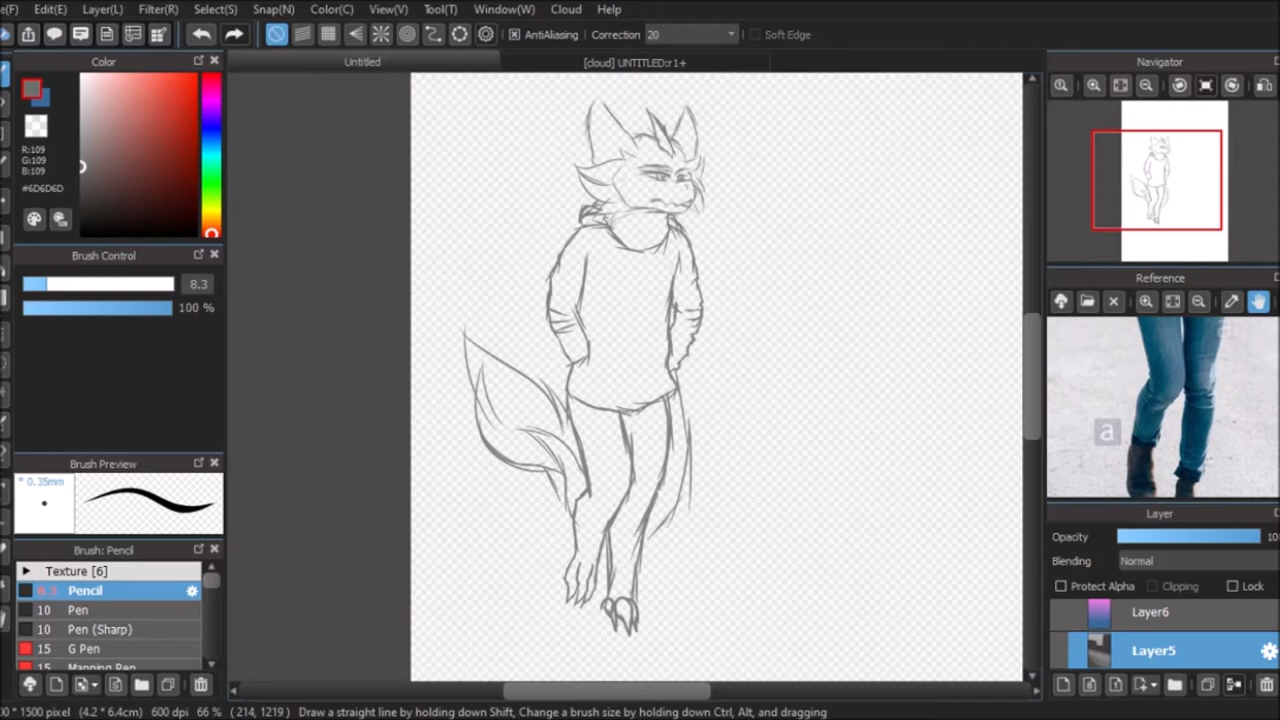 e(F) Edit(E) Layer(L) Filter(R) Select(S) Snap(N) Color(C) View(V) Tool(T) Window(W) Cloud Help
AntiAliasing Correction 20 Soft Edge
Color
Untitled
[cloud] UNTITLED:r1+
Navigator
R:109
G:109
B:109
#6D6D6D
Brush Control
8.3
100 %
Reference
a
Brush Preview
* 0.35mm
Layer
Opacity 10
Blending Normal
Protect Alpha Clipping Lock
Layer6
Layer5
Brush: Pencil
Texture [6]
8.3 Pencil
10 Pen
10 Pen (Sharp)
15 G Pen
15 Mapping Pen
00 * 1500 pixel (4.2 * 6.4cm) 600 dpi 66 % ( 214, 1219) Draw a straight line by holding down Shift, Change a brush size by holding down Ctrl, Alt, and dragging